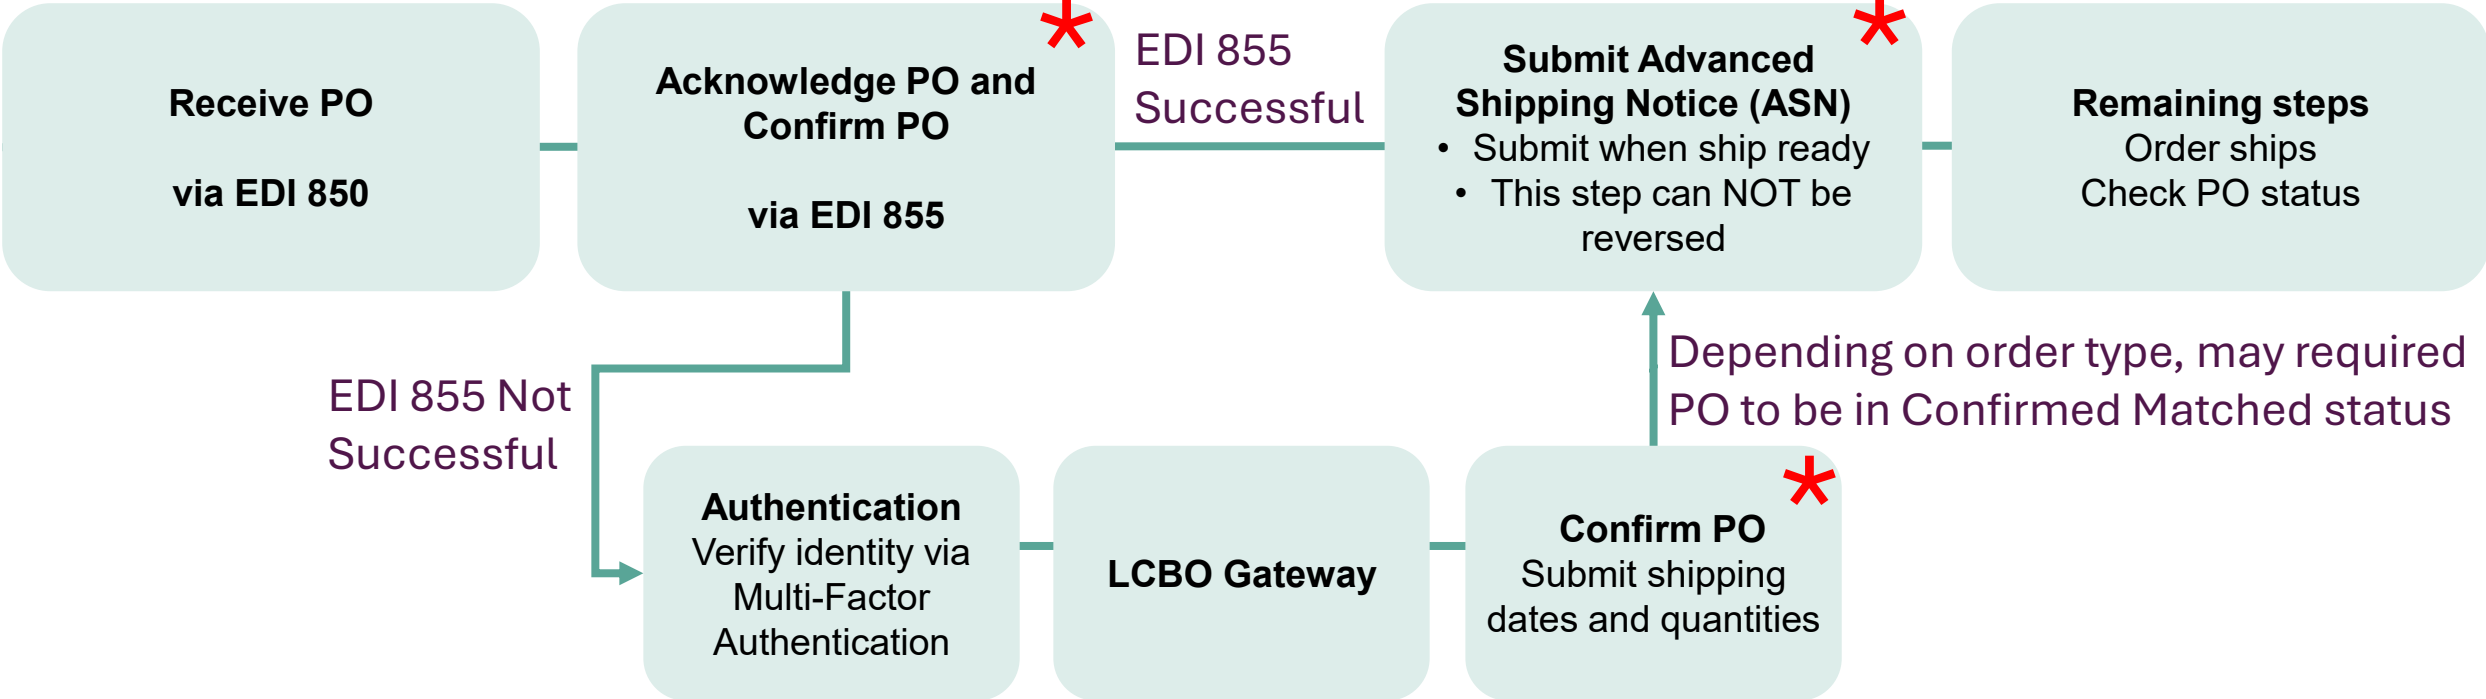 Receive PO
via EDI 850
*
Acknowledge PO and
Confirm PO
via EDI 855
EDI 855
Successful
*
Submit Advanced
Shipping Notice (ASN)
• Submit when ship ready
• This step can NOT be
reversed
Remaining steps
Order ships
Check PO status
EDI 855 Not
Successful
Depending on order type, may required
PO to be in Confirmed Matched status
Authentication
Verify identity via
Multi-Factor
Authentication
LCBO Gateway
*
Confirm PO
Submit shipping
dates and quantities